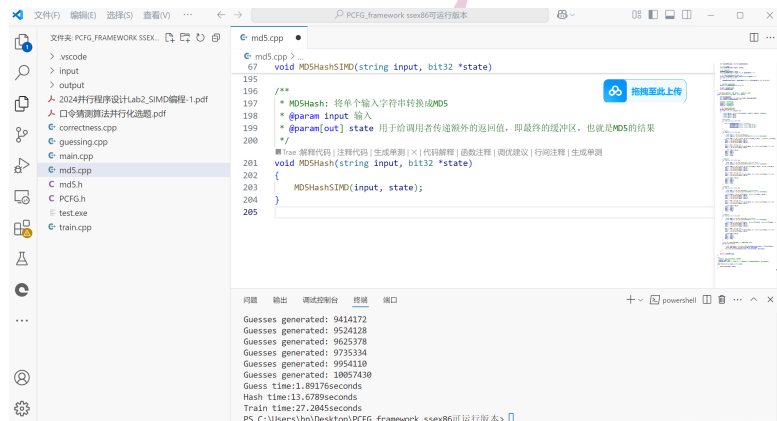 文件(F) 编辑(E) 选择(S) 查看(V) ··· PCFG_framework ssex86可运行版本
文件夹: PCFG_FRAMEWORK SSEX...
.vscode
input
output
2024并行程序设计Lab2_SIMD编程-1.pdf
口令猜测算法并行化选题.pdf
correctness.cpp
guessing.cpp
main.cpp
md5.cpp
md5.h
PCFG.h
test.exe
train.cpp
md5.cpp
md5.cpp > ...
67 void MD5HashSIMD(string input, bit32 *state)
195
196 /**
197 * MD5Hash: 将单个输入字符串转换成MD5
198 * @param input 输入
199 * @param[out] state 用于给调用者传递额外的返回值，即最终的缓冲区，也就是MD5的结果
200 */
Trae :解释代码 | 注释代码 | 生成单测 | × | 代码解释 | 函数注释 | 调优建议 | 行间注释 | 生成单测
201 void MD5Hash(string input, bit32 *state)
202 {
203 MD5HashSIMD(input, state);
204 }
205
拖拽至此上传
问题 输出 调试控制台 终端 端口
powershell
Guesses generated: 9414172
Guesses generated: 9524128
Guesses generated: 9625378
Guesses generated: 9735334
Guesses generated: 9954110
Guesses generated: 10057430
Guess time:1.89176seconds
Hash time:13.6789seconds
Train time:27.2045seconds
PS C:\Users\hp\Desktop\PCFG_framework ssex86可运行版本>